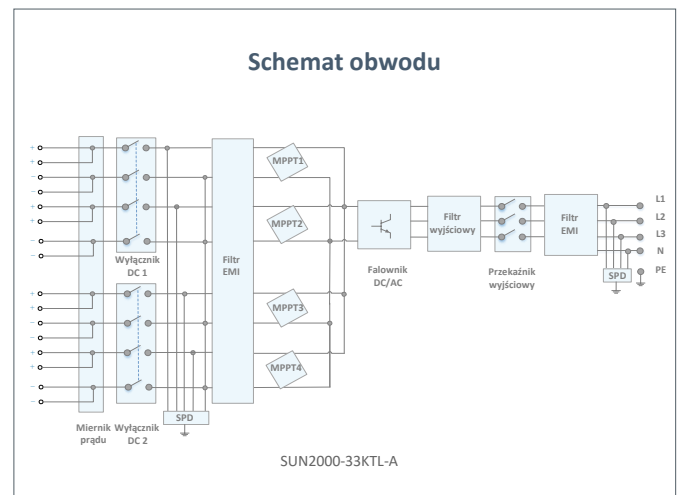 Schemat obwodu
+
+
−
−
+
+
−
−
+
+
−
−
+
+
−
−
Miernik
prądu
Wyłącznik
DC 1
Wyłącznik
DC 2
SPD
Filtr
EMI
MPPT1
MPPT2
MPPT3
MPPT4
Falownik
DC/AC
Filtr
wyjściowy
Przekaźnik
wyjściowy
Filtr
EMI
SPD
L1
L2
L3
N
PE
SUN2000-33KTL-A